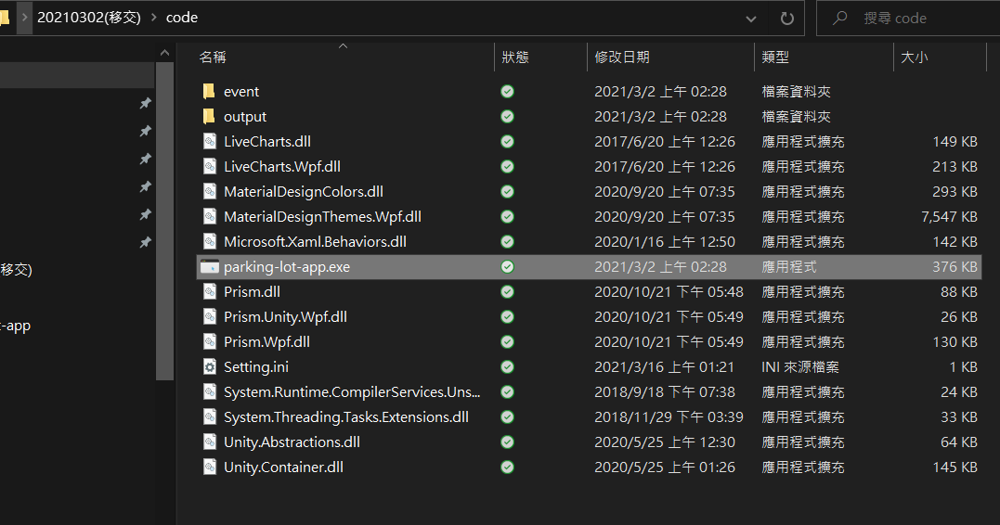 20210302(移交) > code
搜尋 code
名稱 狀態 修改日期 類型 大小
event 2021/3/2 上午 02:28 檔案資料夾
output 2021/3/2 上午 02:28 檔案資料夾
LiveCharts.dll 2017/6/20 上午 12:26 應用程式擴充 149 KB
LiveCharts.Wpf.dll 2017/6/20 上午 12:26 應用程式擴充 213 KB
MaterialDesignColors.dll 2020/9/20 上午 07:35 應用程式擴充 293 KB
MaterialDesignThemes.Wpf.dll 2020/9/20 上午 07:35 應用程式擴充 7,547 KB
Microsoft.Xaml.Behaviors.dll 2020/1/16 上午 12:50 應用程式擴充 142 KB
移交)
parking-lot-app.exe 2021/3/2 上午 02:28 應用程式 376 KB
Prism.dll 2020/10/21 下午 05:48 應用程式擴充 88 KB
Prism.Unity.Wpf.dll 2020/10/21 下午 05:49 應用程式擴充 26 KB
t-app
Prism.Wpf.dll 2020/10/21 下午 05:49 應用程式擴充 130 KB
Setting.ini 2021/3/16 上午 01:21 INI 來源檔案 1 KB
System.Runtime.CompilerServices.Uns... 2018/9/18 下午 07:38 應用程式擴充 24 KB
System.Threading.Tasks.Extensions.dll 2018/11/29 下午 03:39 應用程式擴充 33 KB
Unity.Abstractions.dll 2020/5/25 上午 12:30 應用程式擴充 64 KB
Unity.Container.dll 2020/5/25 上午 01:26 應用程式擴充 145 KB